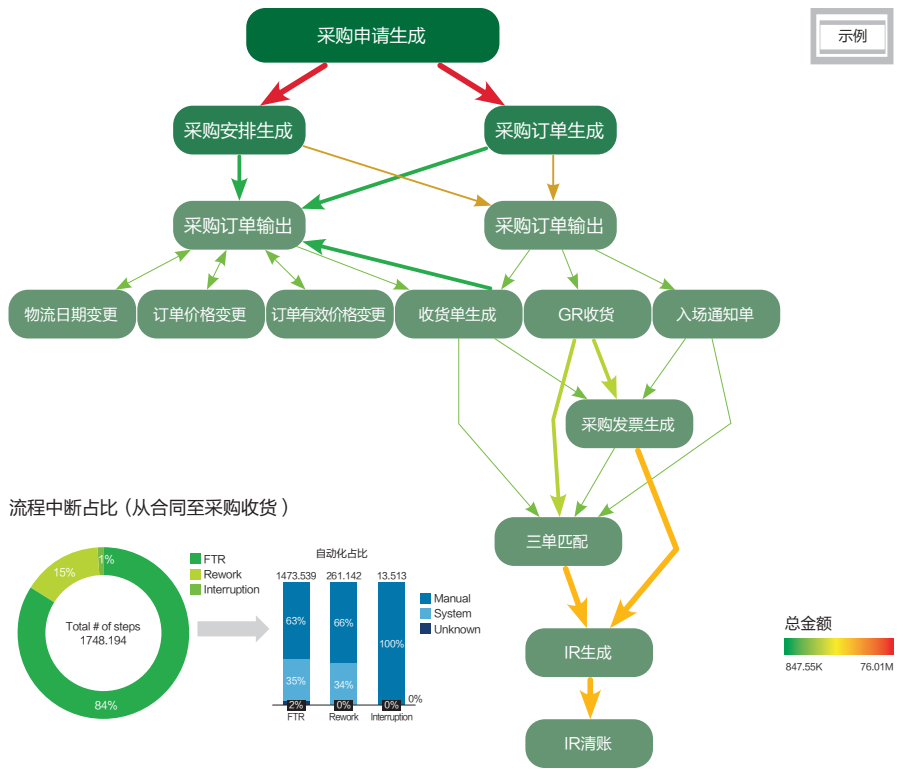 采购申请生成
示例
采购安排生成
采购订单生成
采购订单输出
采购订单输出
物流日期变更
订单价格变更
订单有效价格变更
收货单生成
GR收货
入场通知单
采购发票生成
流程中断占比（从合同至采购收货）
三单匹配
自动化占比
1%
15%
FTR
Rework
Interruption
Total # of steps
1748.194
84%
1473.539
261.142
13.513
63%
66%
100%
35%
34%
2%
0%
0%
0%
FTR
Rework
Interruption
Manual
System
Unknown
总金额
847.55K
76.01M
IR生成
IR清账